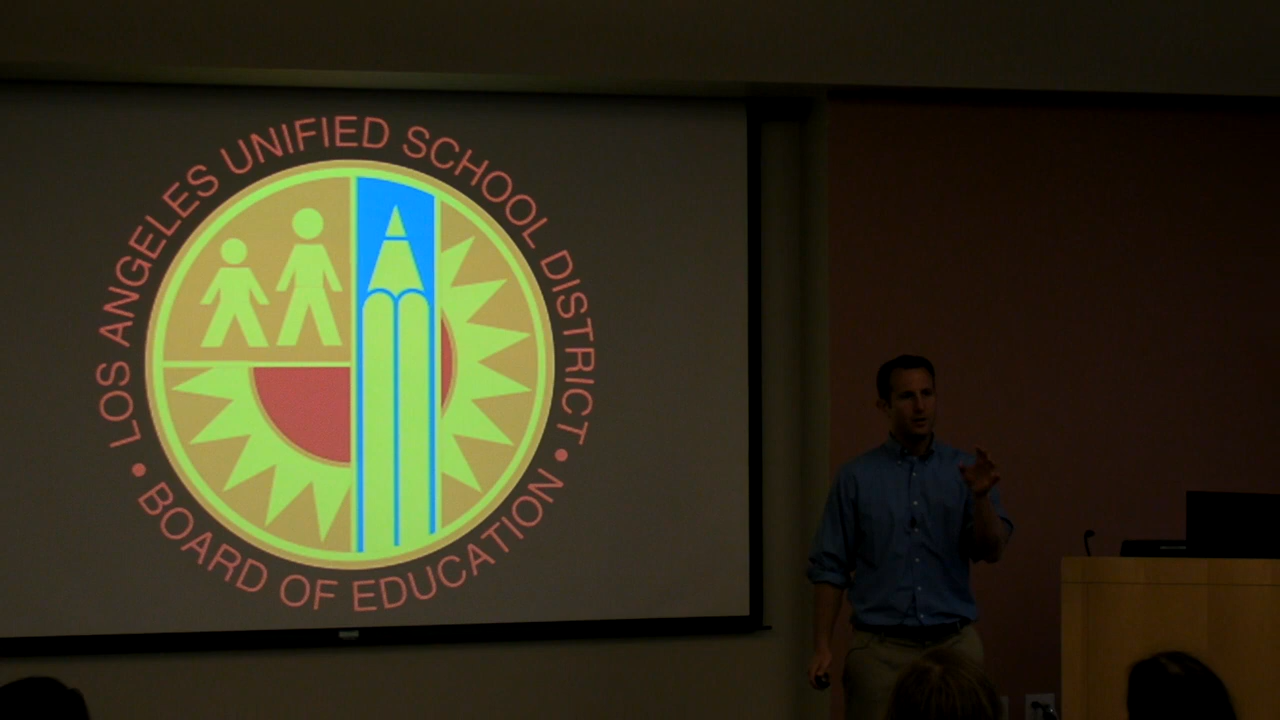 LOS ANGELES UNIFIED SCHOOL DISTRICT
• BOARD OF EDUCATION •